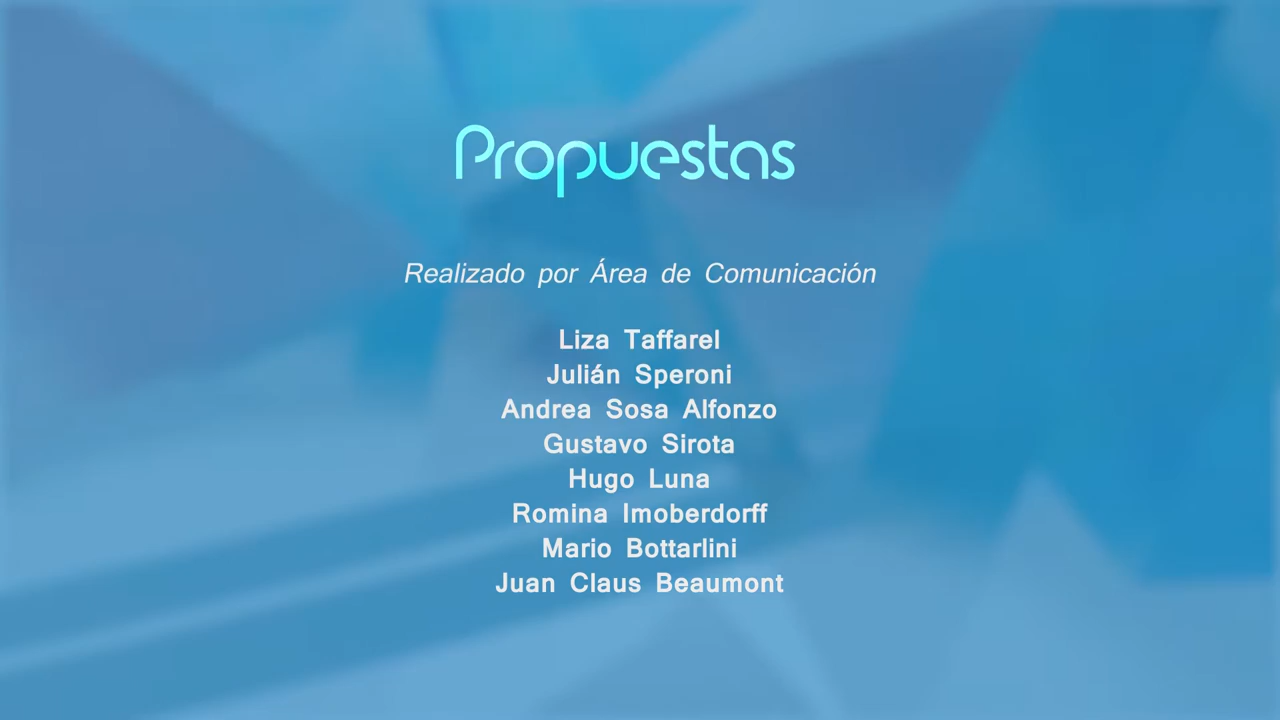 Propuestas
Realizado por Área de Comunicación
Liza Taffarel
Julián Speroni
Andrea Sosa Alfonzo
Gustavo Sirota
Hugo Luna
Romina Imoberdorff
Mario Bottarlini
Juan Claus Beaumont